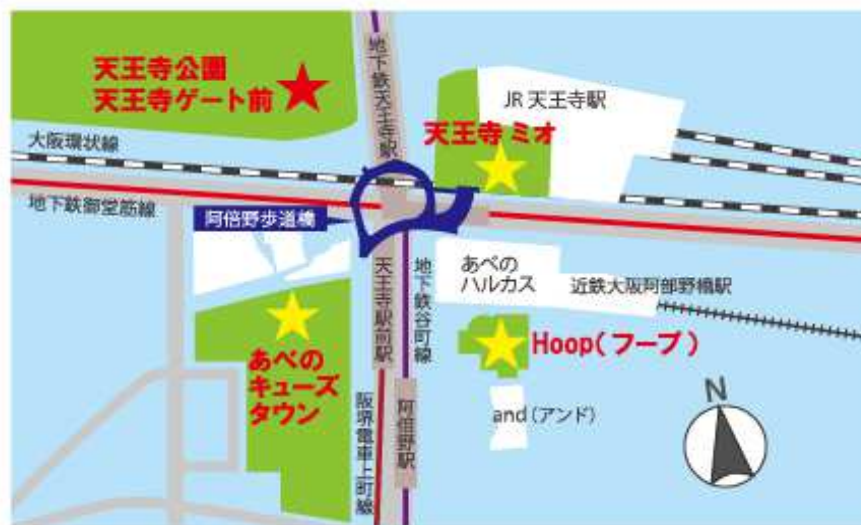 天王寺公園
天王寺ゲート前
地下鉄天王寺駅
JR 天王寺駅
天王寺 ミオ
大阪環状線
地下鉄御堂筋線
阿倍野歩道橋
天王寺駅前駅
地下鉄谷町線
あべの
ハルカス
近鉄大阪阿部野橋駅
あべの
キューズ
タウン
Hoop(フープ)
阪堺電車上町線
阿倍野駅
and(アンド)
N